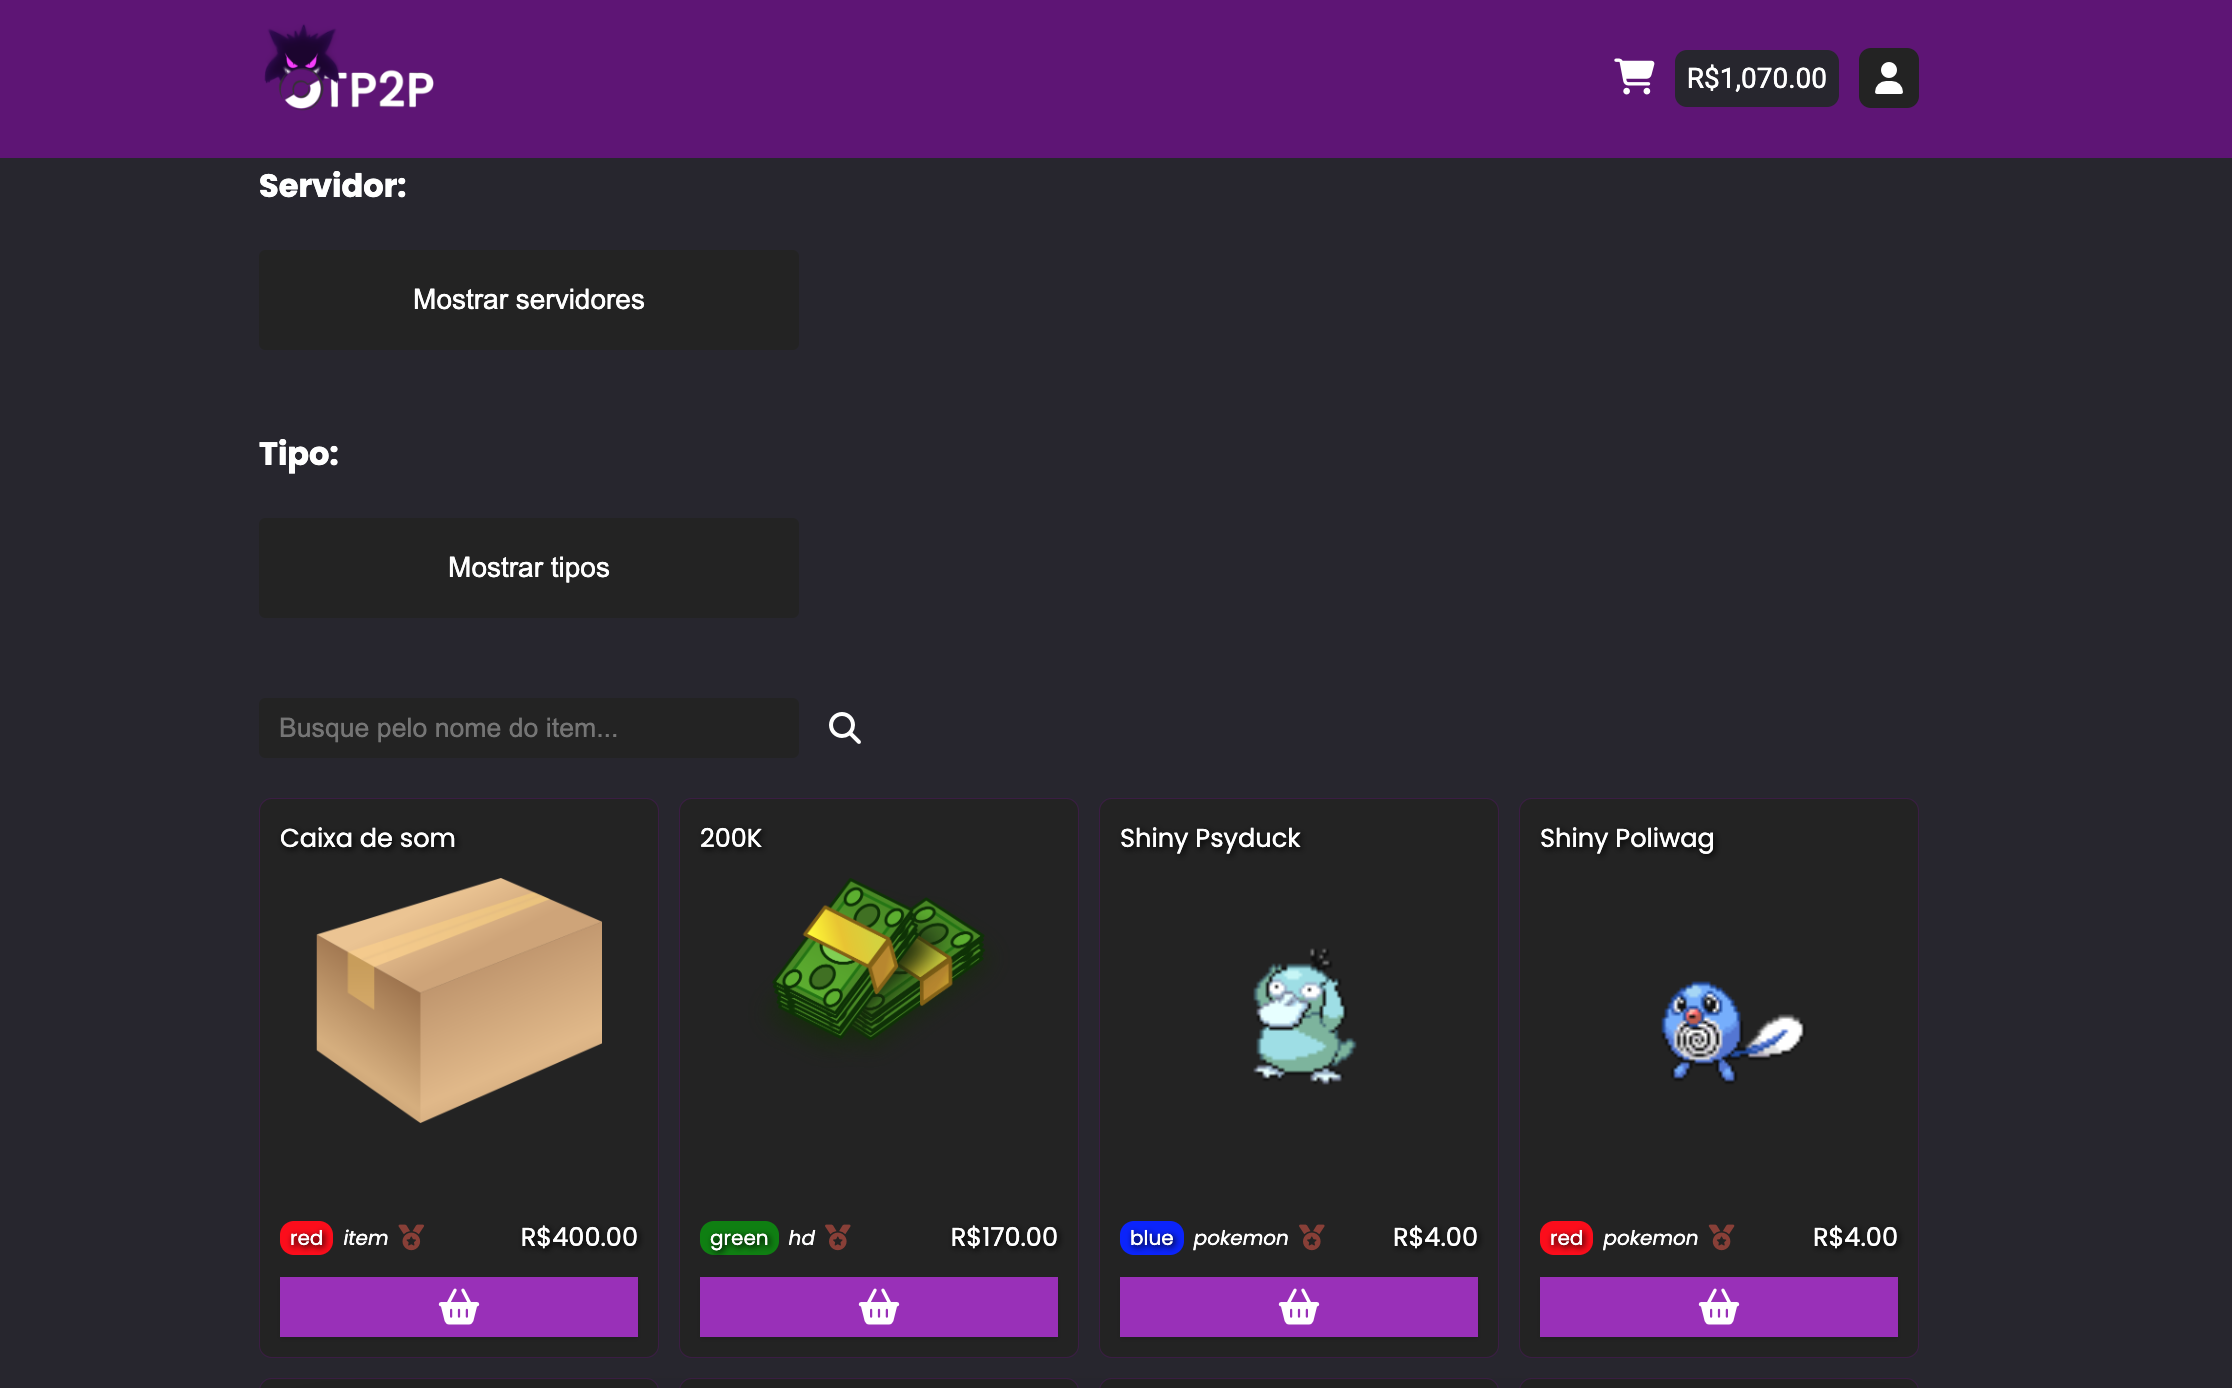 OTP2P
R$1,070.00
Servidor:
Mostrar servidores
Tipo:
Mostrar tipos
Busque pelo nome do item...
Caixa de som
red item R$400.00
200K
green hd R$170.00
Shiny Psyduck
blue pokemon R$4.00
Shiny Poliwag
red pokemon R$4.00